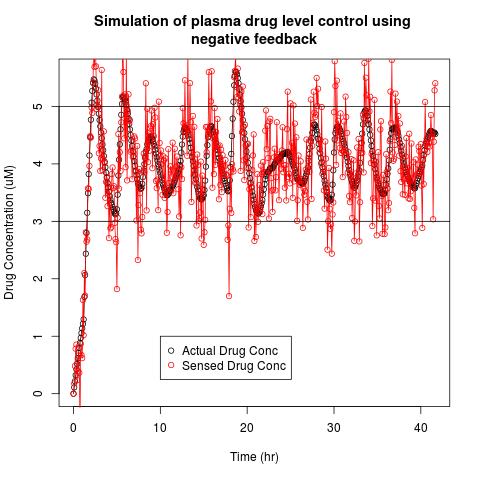 Simulation of plasma drug level control using
negative feedback
Drug Concentration (uM)
5
4
3
2
1
0
Actual Drug Conc
Sensed Drug Conc
0 10 20 30 40
Time (hr)